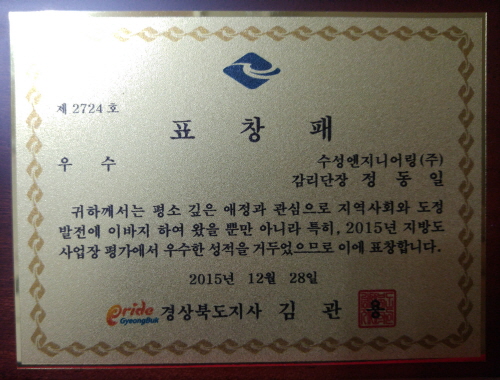 제 2724 호
표 창 패
우 수
수성엔지니어링(주)
감리단장 정 동 일
귀하께서는 평소 깊은 애정과 관심으로 지역사회와 도정
발전에 이바지 하여 왔을 뿐만 아니라 특히, 2015년 지방도
사업장 평가에서 우수한 성적을 거두었으므로 이에 표창합니다.
2015년 12월 28일
pride
GyeongBuk
경상북도지사 김 관 용